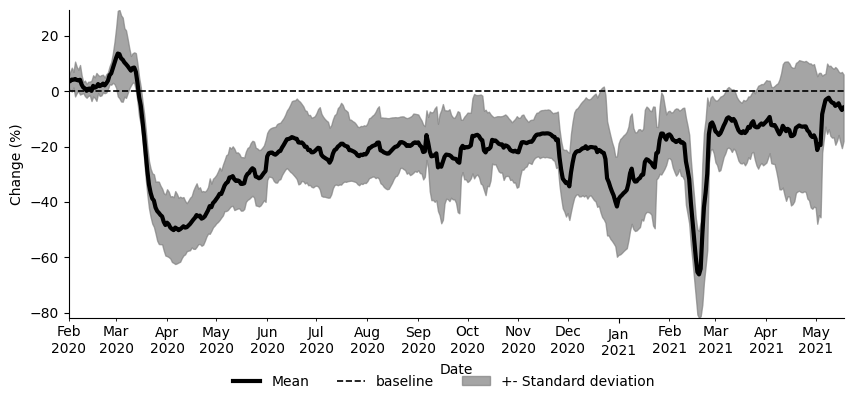 20
0
−20
−40
−60
−80
Change (%)
Feb Mar Apr May Jun Jul Aug Sep Oct Nov Dec Jan Feb Mar Apr May
2020 2020 2020 2020 2020 2020 2020 2020 2020 2020 2020 2021 2021 2021 2021 2021
Date
Mean baseline +- Standard deviation